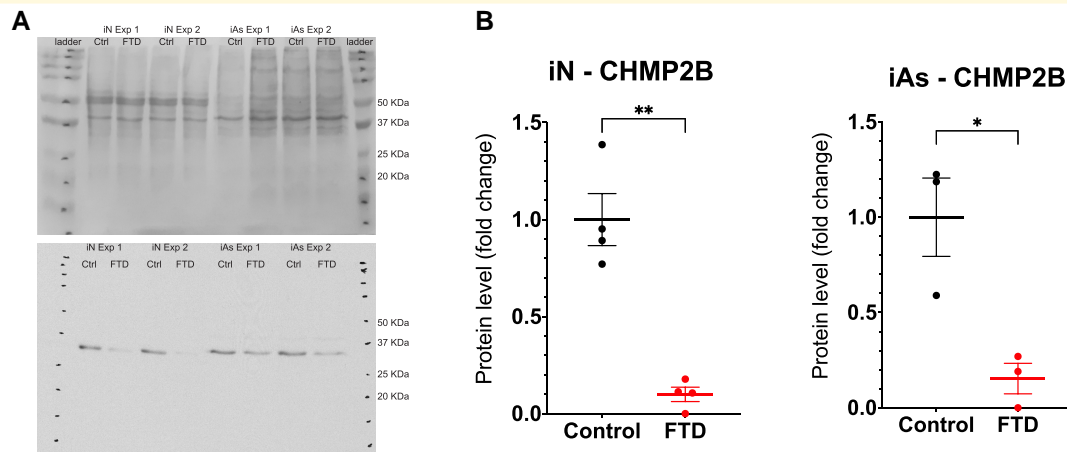 A
iN Exp 1 iN Exp 2 iAs Exp 1 iAs Exp 2
ladder Ctrl FTD Ctrl FTD Ctrl FTD Ctrl FTD ladder
50 KDa
37 KDa
25 KDa
20 KDa
iN Exp 1 iN Exp 2 iAs Exp 1 iAs Exp 2
Ctrl FTD Ctrl FTD Ctrl FTD Ctrl FTD
50 KDa
37 KDa
25 KDa
20 KDa
B
iN - CHMP2B
**
Protein level (fold change)
1.5
1.0
0.5
0.0
Control FTD
iAs - CHMP2B
*
Protein level (fold change)
1.5
1.0
0.5
0.0
Control FTD